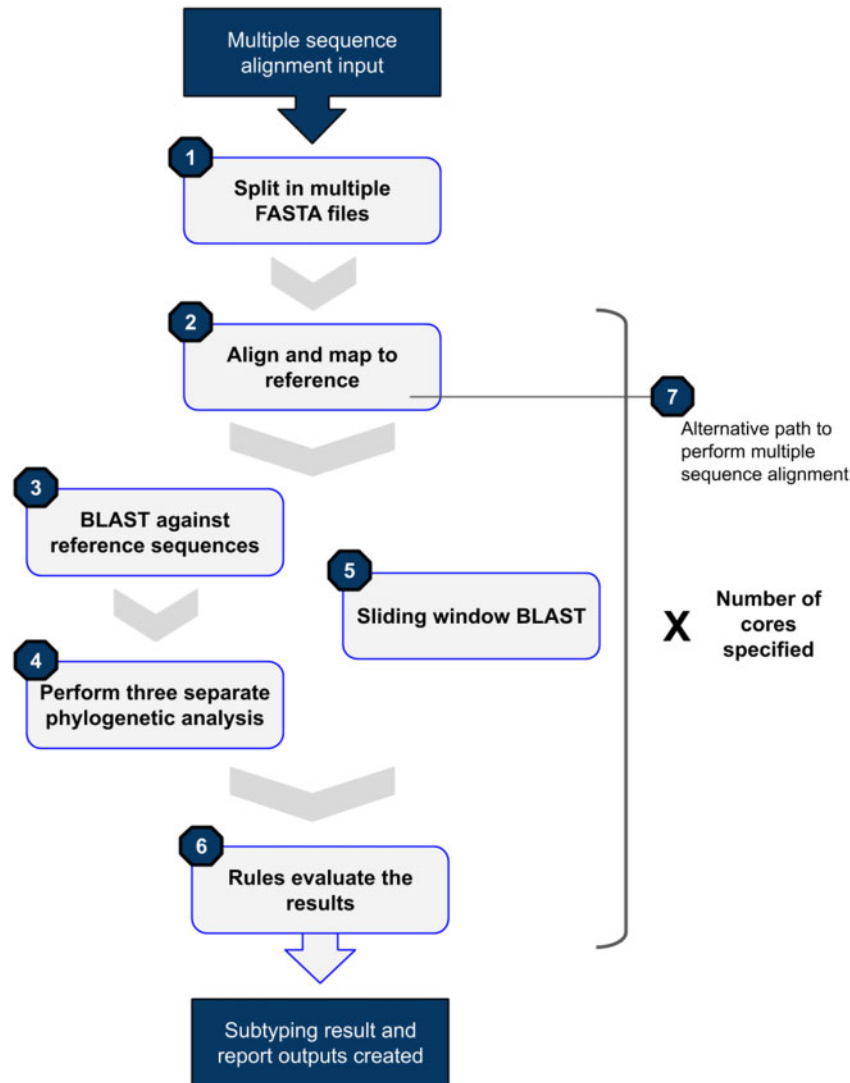 Multiple sequence
alignment input
1
Split in multiple
FASTA files
2
Align and map to
reference
7
Alternative path to
perform multiple
sequence alignment
3
BLAST against
reference sequences
5
Sliding window BLAST
X
Number of
cores
specified
4
Perform three separate
phylogenetic analysis
6
Rules evaluate the
results
Subtyping result and
report outputs created